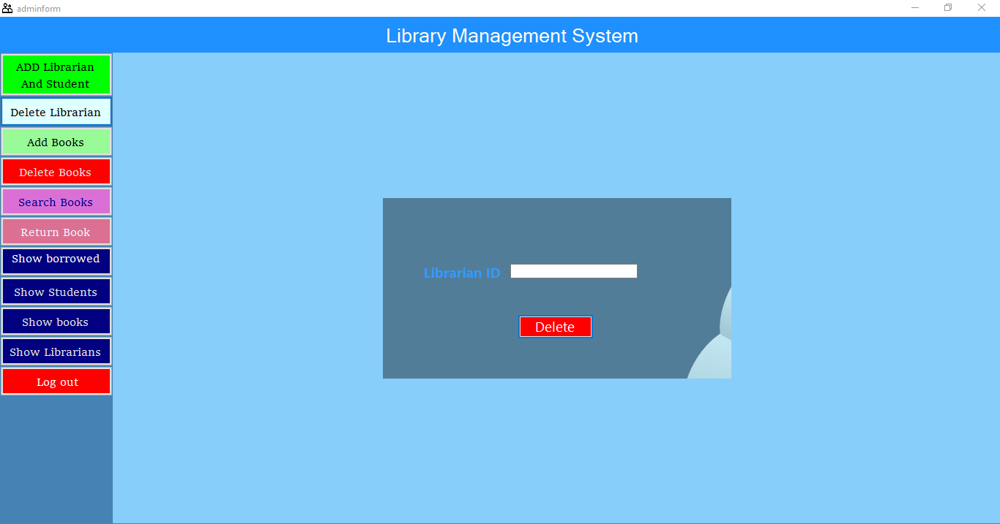 adminform
Library Management System
ADD Librarian
And Student
Delete Librarian
Add Books
Delete Books
Search Books
Return Book
Show borrowed
Show Students
Show books
Show Librarians
Log out
Librarian ID
Delete